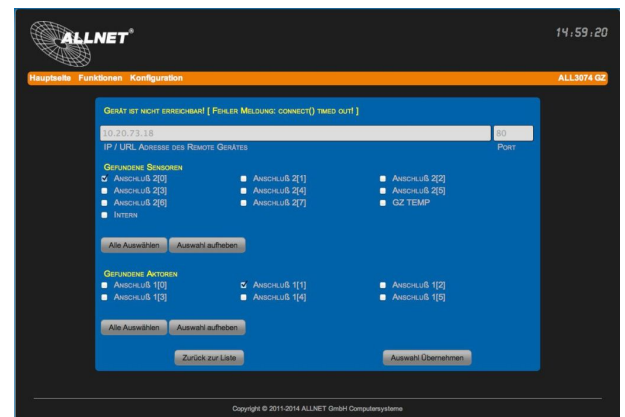 ALLNET®
14:59:20
Hauptseite Funktionen Konfiguration ALL3074 GZ
GERÄT IST NICHT ERREICHBAR! [ FEHLER MELDUNG: CONNECT() TIMED OUT! ]
10.20.73.18 80
IP / URL ADRESSE DES REMOTE GERÄTES PORT
GEFUNDENE SENSOREN
ANSCHLUß 2[0] ANSCHLUß 2[1] ANSCHLUß 2[2]
ANSCHLUß 2[3] ANSCHLUß 2[4] ANSCHLUß 2[5]
ANSCHLUß 2[6] ANSCHLUß 2[7] GZ TEMP
INTERN
Alle Auswählen Auswahl aufheben
GEFUNDENE AKTOREN
ANSCHLUß 1[0] ANSCHLUß 1[1] ANSCHLUß 1[2]
ANSCHLUß 1[3] ANSCHLUß 1[4] ANSCHLUß 1[5]
Alle Auswählen Auswahl aufheben
Zurück zur Liste Auswahl Übernehmen
Copyright © 2011-2014 ALLNET GmbH Computersysteme